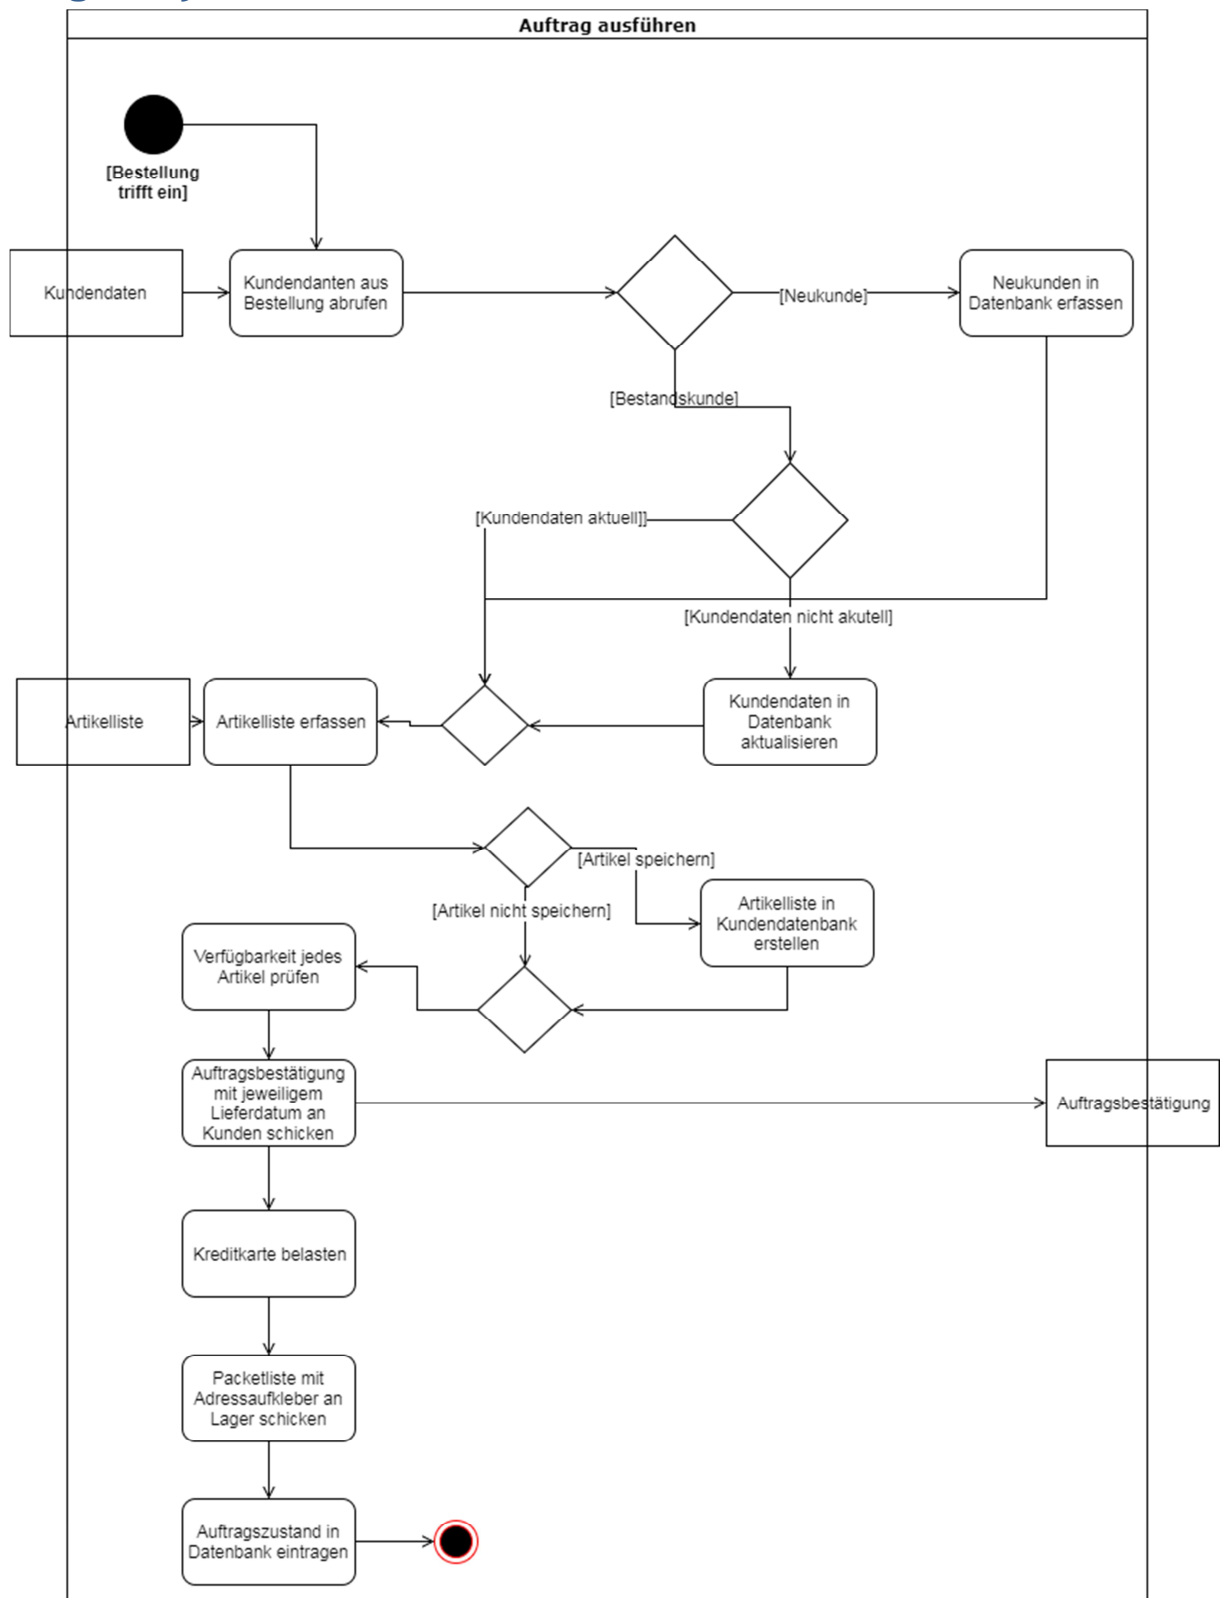 Auftrag ausführen
[Bestellung
trifft ein]
Kundendaten
Kundendanten aus
Bestellung abrufen
[Neukunde]
Neukunden in
Datenbank erfassen
[Bestandskunde]
[Kundendaten aktuell]]
[Kundendaten nicht akutell]
Artikelliste
Artikelliste erfassen
Kundendaten in
Datenbank
aktualisieren
[Artikel speichern]
[Artikel nicht speichern]
Artikelliste in
Kundendatenbank
erstellen
Verfügbarkeit jedes
Artikel prüfen
Auftragsbestätigung
mit jeweiligem
Lieferdatum an
Kunden schicken
Auftragsbestätigung
Kreditkarte belasten
Packetliste mit
Adressaufkleber an
Lager schicken
Auftragszustand in
Datenbank eintragen